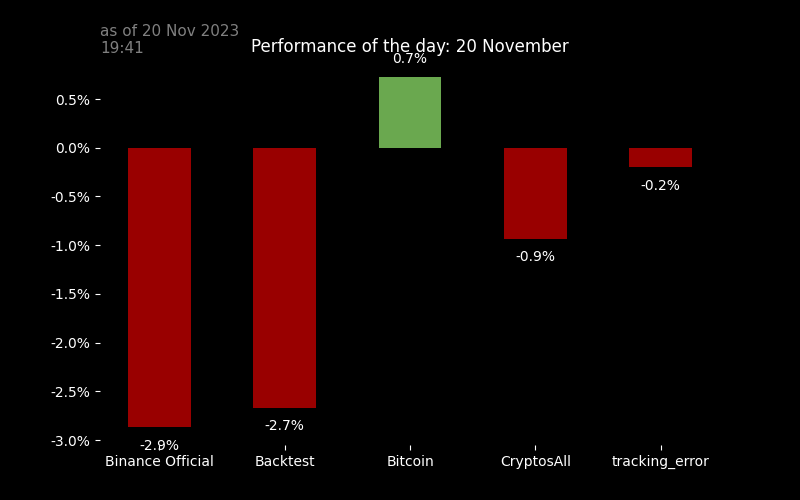 as of 20 Nov 2023
19:41
Performance of the day: 20 November
0.7%
0.5%
0.0%
-0.5%
-0.2%
-1.0%
-0.9%
-1.5%
-2.0%
-2.5%
-2.7%
-3.0%
-2.9%
Binance Official
Backtest
Bitcoin
CryptosAll
tracking_error